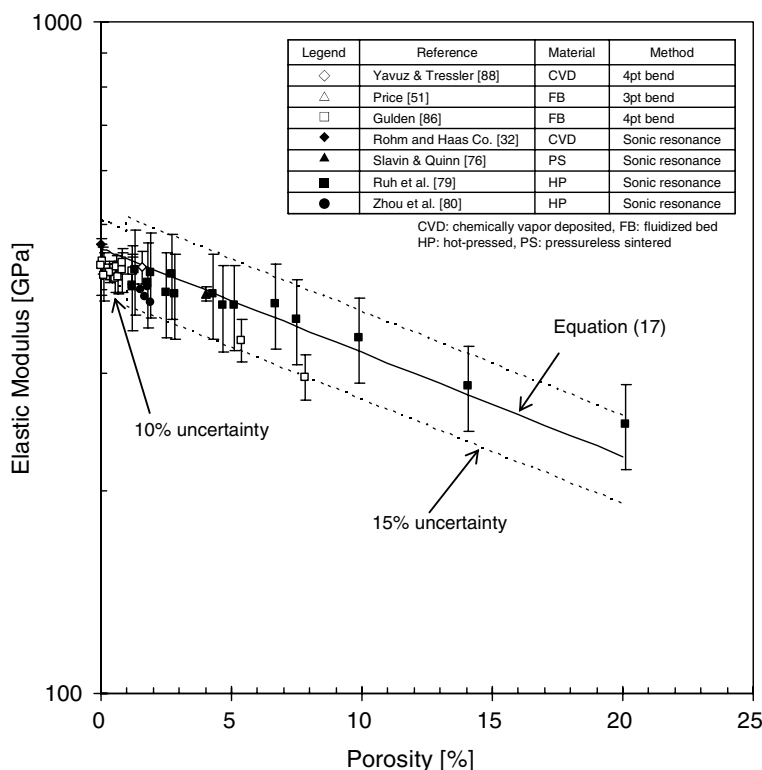 1000
Legend Reference Material Method
Yavuz & Tressler [88] CVD 4pt bend
Price [51] FB 3pt bend
Gulden [86] FB 4pt bend
Rohm and Haas Co. [32] CVD Sonic resonance
Slavin & Quinn [76] PS Sonic resonance
Ruh et al. [79] HP Sonic resonance
Zhou et al. [80] HP Sonic resonance
CVD: chemically vapor deposited, FB: fluidized bed
HP: hot-pressed, PS: pressureless sintered
Equation (17)
10% uncertainty
15% uncertainty
Elastic Modulus [GPa]
100
0 5 10 15 20 25
Porosity [%]